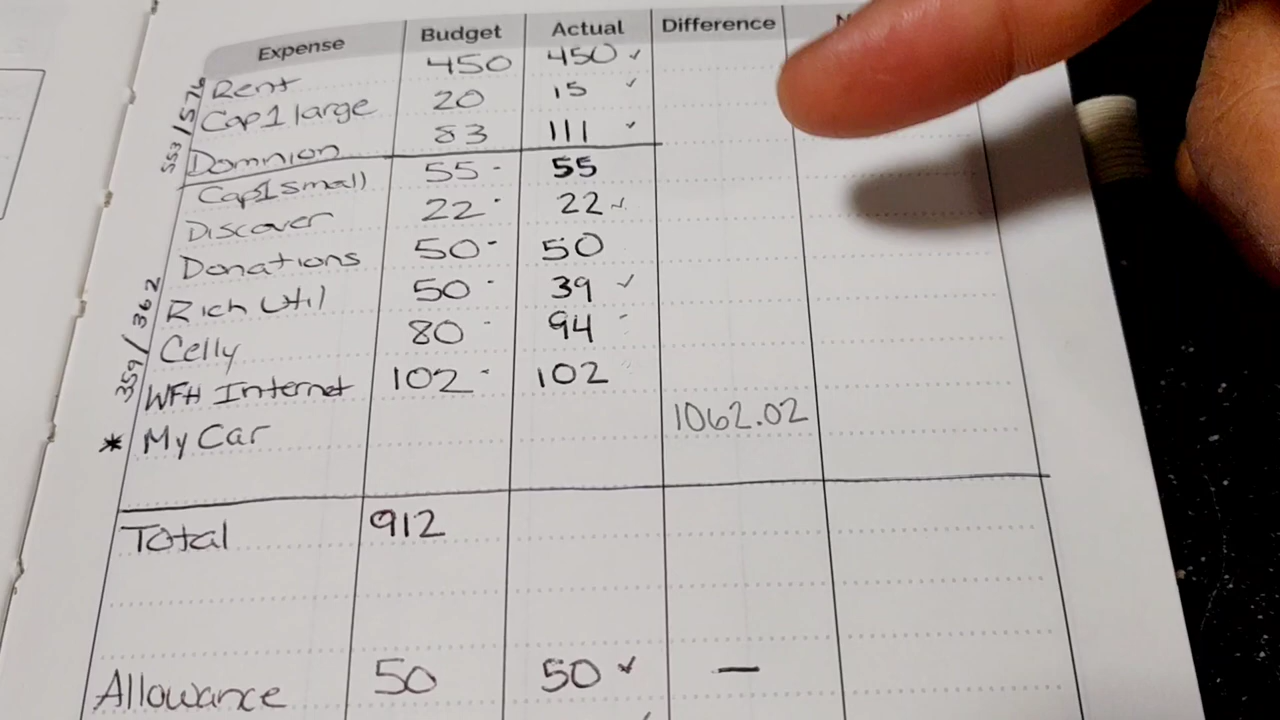 Expense Budget Actual Difference
Rent 450 450 ✓
Cap1 large 20 15 ✓
Domnion 83 111 ✓
Cap1 small 55 - 55
Discover 22 - 22 ✓
Donations 50 - 50
Rich Util 50 - 39 ✓
Celly 80 - 94
WFH Internet 102 - 102
* My Car 1062.02
Total 912
Allowance 50 50 ✓ —
553/576
359/362